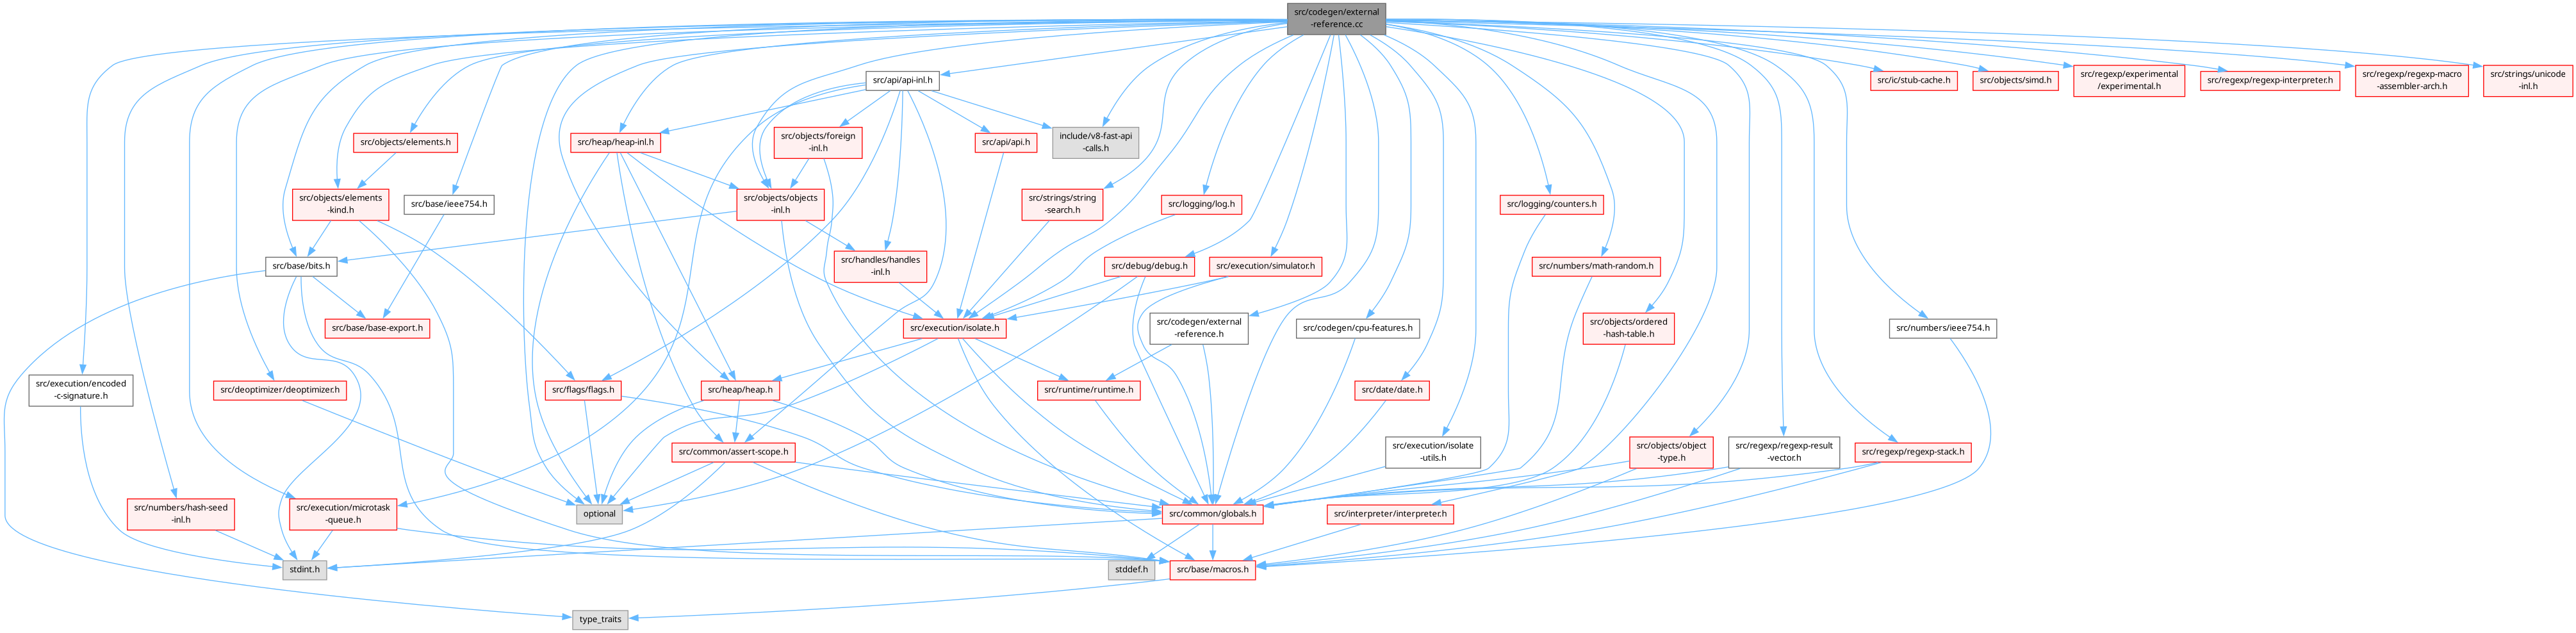 src/codegen/external
-reference.cc
src/api/api-inl.h
src/ic/stub-cache.h
src/objects/simd.h
src/regexp/experimental
/experimental.h
src/regexp/regexp-interpreter.h
src/regexp/regexp-macro
-assembler-arch.h
src/strings/unicode
-inl.h
src/objects/elements.h
src/heap/heap-inl.h
src/objects/foreign
-inl.h
src/api/api.h
include/v8-fast-api
-calls.h
src/objects/elements
-kind.h
src/base/ieee754.h
src/objects/objects
-inl.h
src/strings/string
-search.h
src/logging/log.h
src/logging/counters.h
src/base/bits.h
src/handles/handles
-inl.h
src/debug/debug.h
src/execution/simulator.h
src/numbers/math-random.h
src/base/base-export.h
src/execution/isolate.h
src/codegen/external
-reference.h
src/codegen/cpu-features.h
src/objects/ordered
-hash-table.h
src/numbers/ieee754.h
src/execution/encoded
-c-signature.h
src/deoptimizer/deoptimizer.h
src/flags/flags.h
src/heap/heap.h
src/runtime/runtime.h
src/date/date.h
src/common/assert-scope.h
src/execution/isolate
-utils.h
src/objects/object
-type.h
src/regexp/regexp-result
-vector.h
src/regexp/regexp-stack.h
src/numbers/hash-seed
-inl.h
src/execution/microtask
-queue.h
optional
src/common/globals.h
src/interpreter/interpreter.h
stdint.h
stddef.h
src/base/macros.h
type_traits